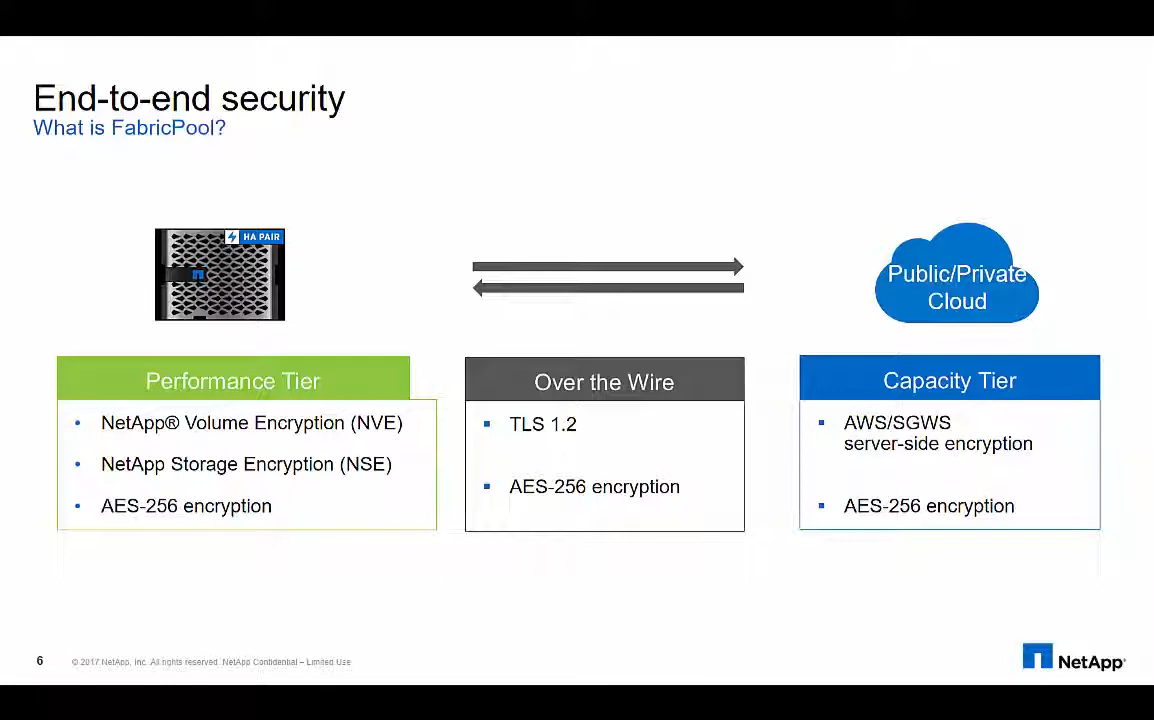 End-to-end security
What is FabricPool?
HA PAIR
Public/Private
Cloud
Performance Tier
NetApp® Volume Encryption (NVE)
NetApp Storage Encryption (NSE)
AES-256 encryption
Over the Wire
TLS 1.2
AES-256 encryption
Capacity Tier
AWS/SGWS
server-side encryption
AES-256 encryption
6
© 2017 NetApp, Inc. All rights reserved. NetApp Confidential – Limited Use
NetApp